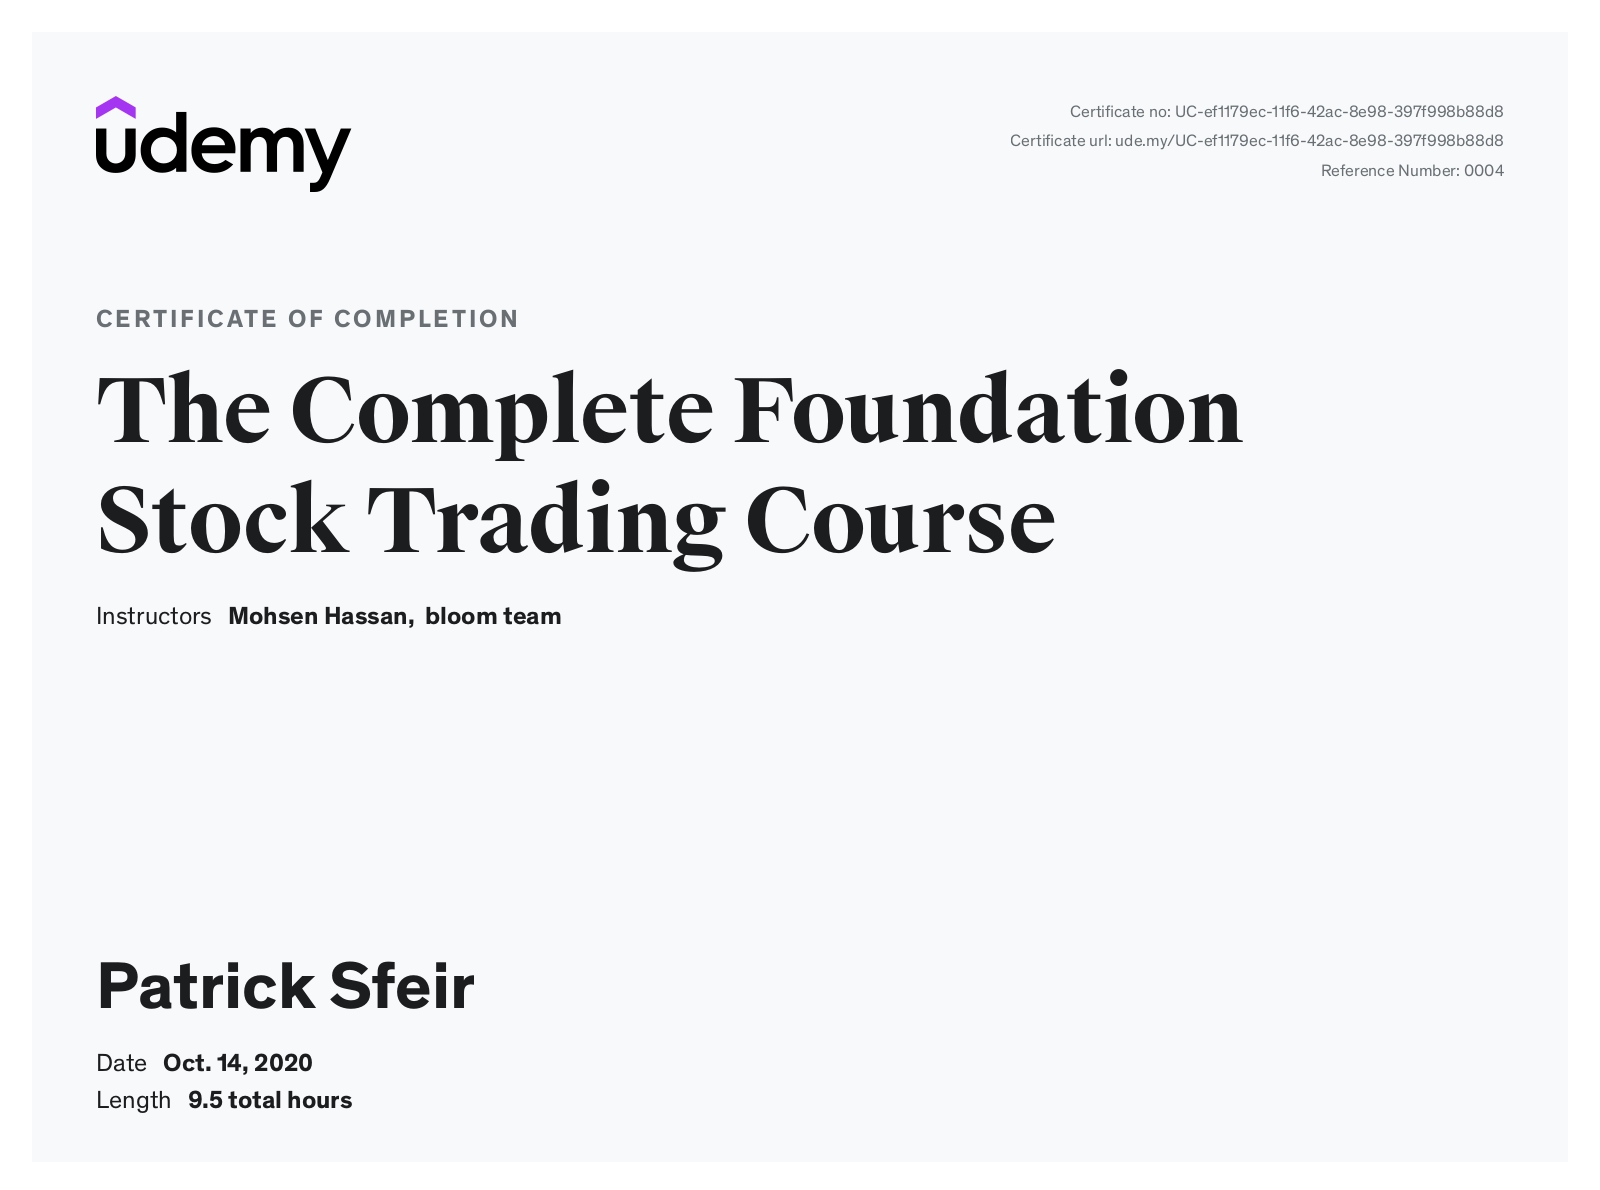 udemy
Certificate no: UC-ef1179ec-11f6-42ac-8e98-397f998b88d8
Certificate url: ude.my/UC-ef1179ec-11f6-42ac-8e98-397f998b88d8
Reference Number: 0004
CERTIFICATE OF COMPLETION
The Complete Foundation
Stock Trading Course
Instructors Mohsen Hassan, bloom team
Patrick Sfeir
Date Oct. 14, 2020
Length 9.5 total hours